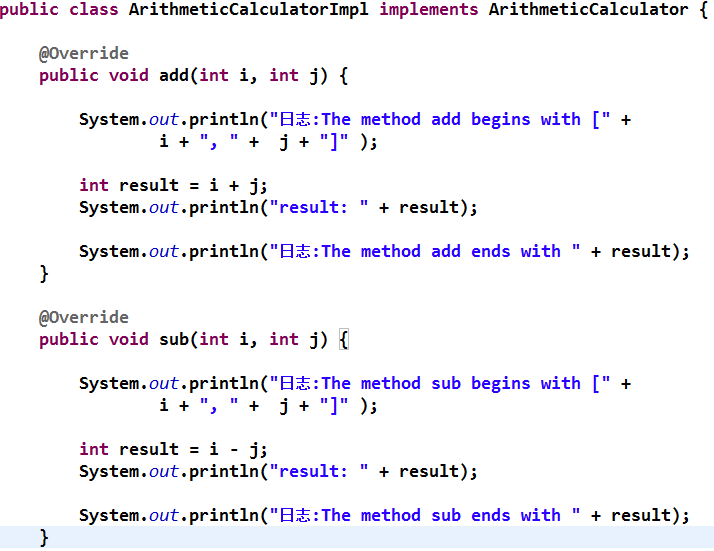 public class ArithmeticCalculatorImpl implements ArithmeticCalculator {
@Override
public void add(int i, int j) {
System.out.println("日志:The method add begins with [" +
i + ", " +  j + "]" );
int result = i + j;
System.out.println("result: " + result);
System.out.println("日志:The method add ends with " + result);
}
@Override
public void sub(int i, int j) {
System.out.println("日志:The method sub begins with [" +
i + ", " +  j + "]" );
int result = i - j;
System.out.println("result: " + result);
System.out.println("日志:The method sub ends with " + result);
}